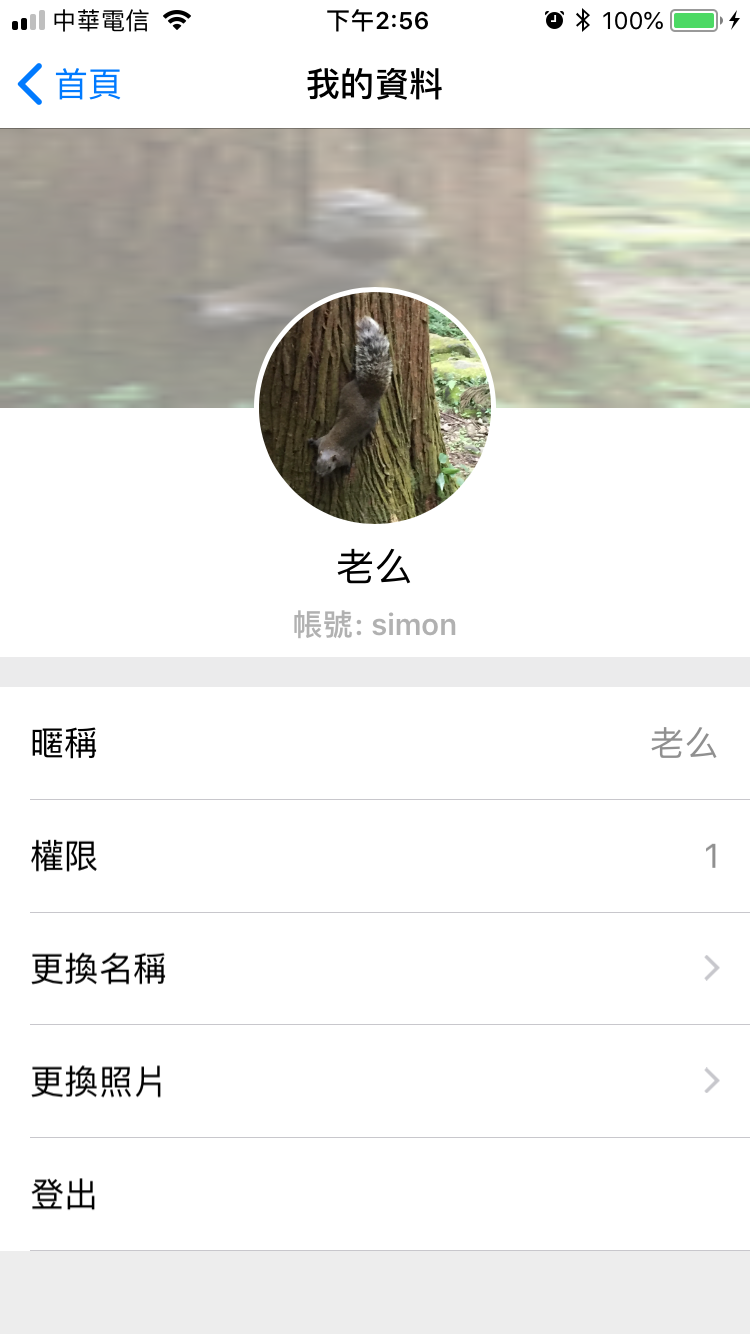 中華電信 下午2:56 100%
首頁 我的資料
老么
帳號: simon
暱稱 老么
權限 1
更換名稱
更換照片
登出